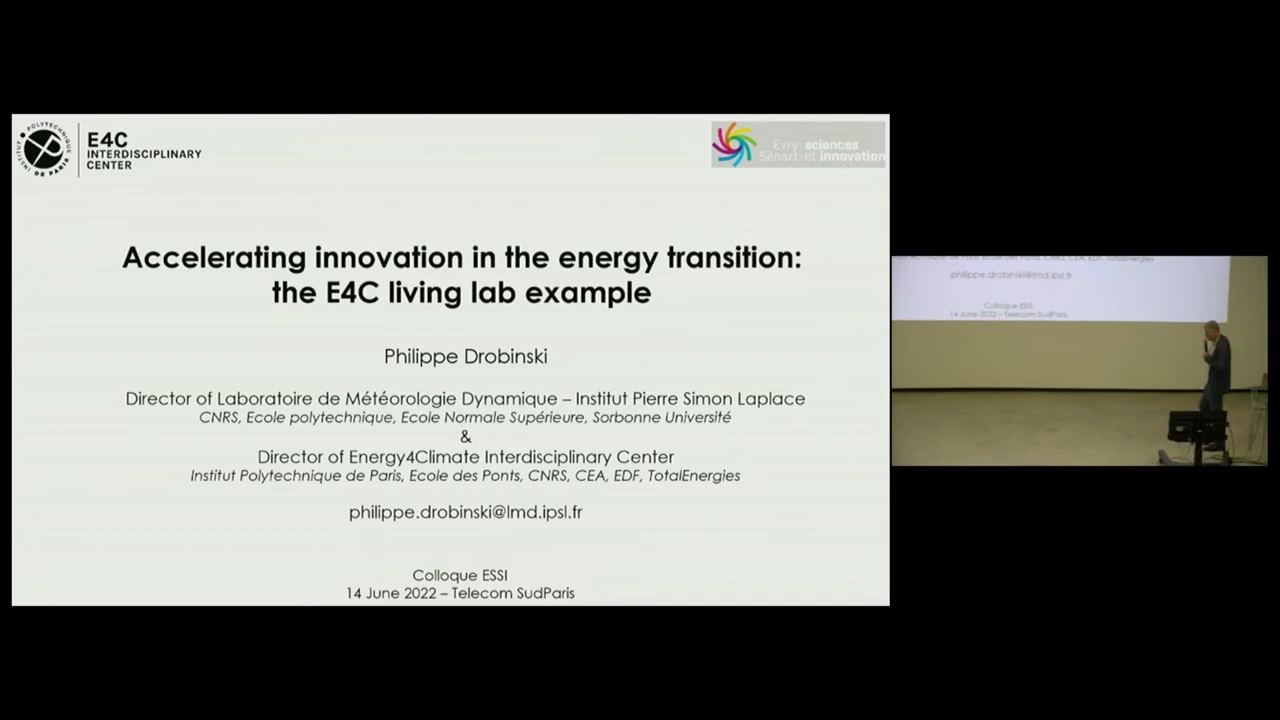 INSTITUT POLYTECHNIQUE DE PARIS
E4C
INTERDISCIPLINARY
CENTER
Evry sciences
Sénart et innovation
Accelerating innovation in the energy transition:
the E4C living lab example
Philippe Drobinski
Director of Laboratoire de Météorologie Dynamique – Institut Pierre Simon Laplace
CNRS, Ecole polytechnique, Ecole Normale Supérieure, Sorbonne Université
&
Director of Energy4Climate Interdisciplinary Center
Institut Polytechnique de Paris, Ecole des Ponts, CNRS, CEA, EDF, TotalEnergies
philippe.drobinski@lmd.ipsl.fr
Colloque ESSI
14 June 2022 – Telecom SudParis
philippe.drobinski@lmd.ipsl.fr
Colloque ESSI
14 June 2022 – Telecom SudParis